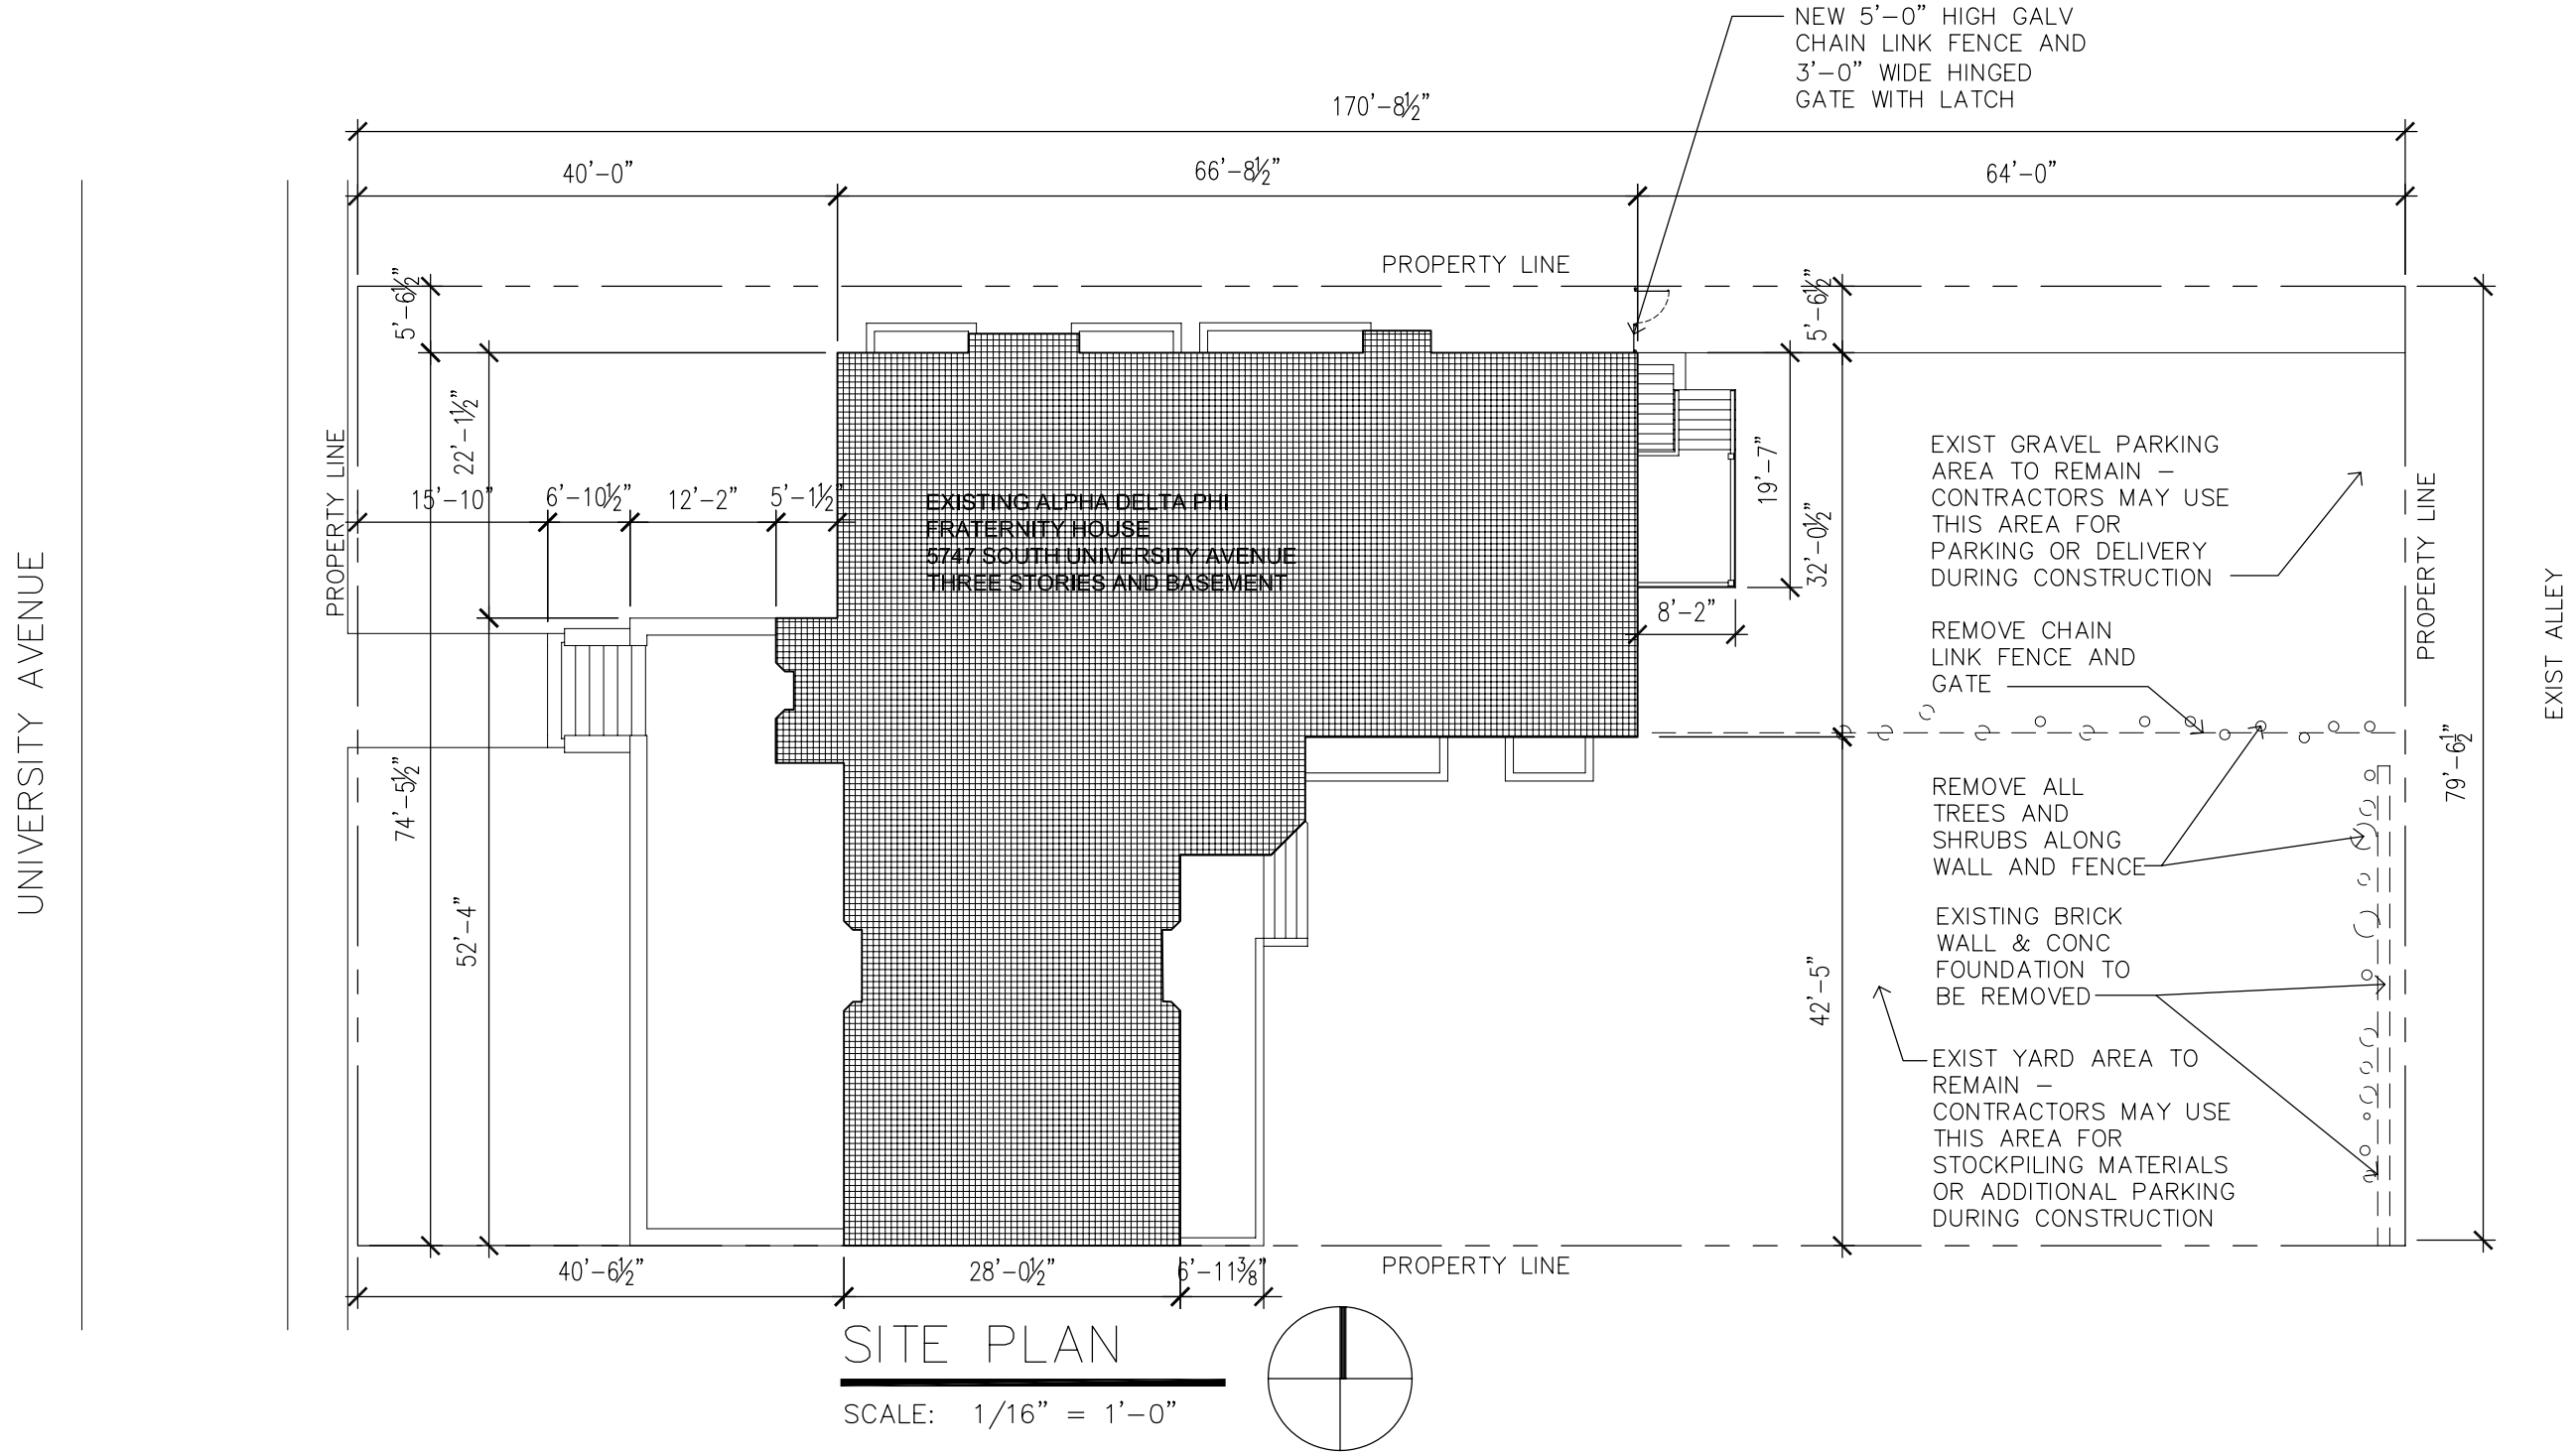 NEW 5'-0" HIGH GALV
CHAIN LINK FENCE AND
3'-0" WIDE HINGED
GATE WITH LATCH
170'-8½"
40'-0"
66'-8½"
64'-0"
PROPERTY LINE
5'-6½"
5'-6½"
22'-1½"
PROPERTY LINE
15'-10"
6'-10½"
12'-2"
5'-1½"
EXISTING ALPHA DELTA PHI
FRATERNITY HOUSE
5747 SOUTH UNIVERSITY AVENUE
THREE STORIES AND BASEMENT
19'-7"
32'-0½"
8'-2"
EXIST GRAVEL PARKING
AREA TO REMAIN –
CONTRACTORS MAY USE
THIS AREA FOR
PARKING OR DELIVERY
DURING CONSTRUCTION
PROPERTY LINE
EXIST ALLEY
REMOVE CHAIN
LINK FENCE AND
GATE
UNIVERSITY AVENUE
74'-5½"
79'-6½"
REMOVE ALL
TREES AND
SHRUBS ALONG
WALL AND FENCE
52'-4"
EXISTING BRICK
WALL & CONC
FOUNDATION TO
BE REMOVED
42'-5"
EXIST YARD AREA TO
REMAIN –
CONTRACTORS MAY USE
THIS AREA FOR
STOCKPILING MATERIALS
OR ADDITIONAL PARKING
DURING CONSTRUCTION
40'-6½"
28'-0½"
6'-11⅜"
PROPERTY LINE
SITE PLAN
SCALE: 1/16" = 1'-0"